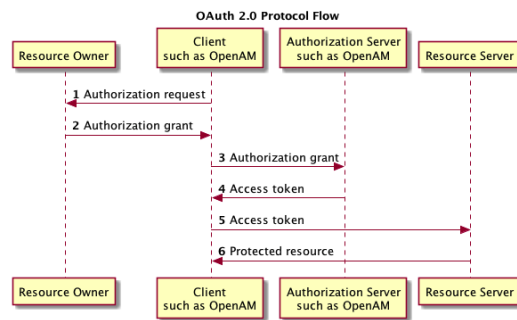 OAuth 2.0 Protocol Flow
Resource Owner
Client
such as OpenAM
Authorization Server
such as OpenAM
Resource Server
1 Authorization request
2 Authorization grant
3 Authorization grant
4 Access token
5 Access token
6 Protected resource
Resource Owner
Client
such as OpenAM
Authorization Server
such as OpenAM
Resource Server